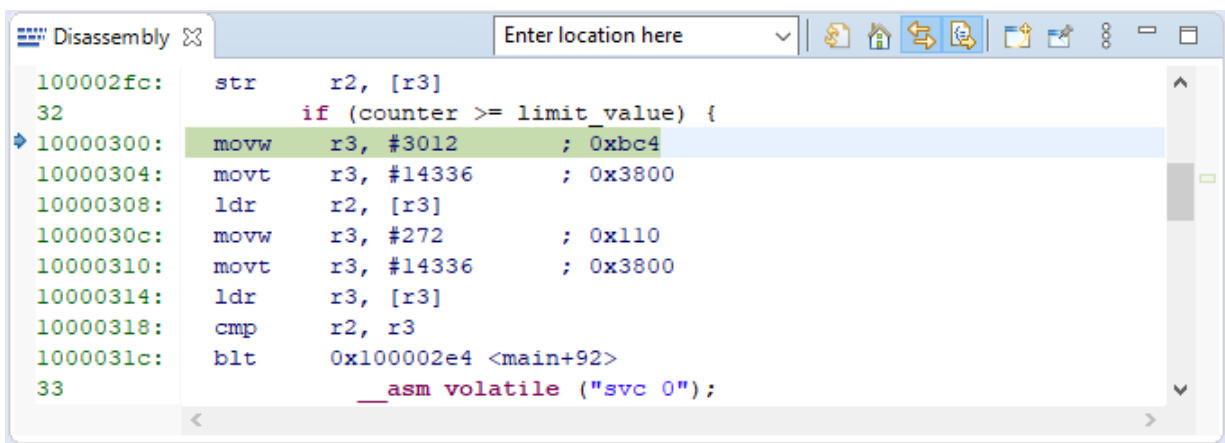 Disassembly Enter location here
100002fc: str r2, [r3]
32 if (counter >= limit_value) {
10000300: movw r3, #3012 ; 0xbc4
10000304: movt r3, #14336 ; 0x3800
10000308: ldr r2, [r3]
1000030c: movw r3, #272 ; 0x110
10000310: movt r3, #14336 ; 0x3800
10000314: ldr r3, [r3]
10000318: cmp r2, r3
1000031c: blt 0x100002e4 <main+92>
33 __asm volatile ("svc 0");